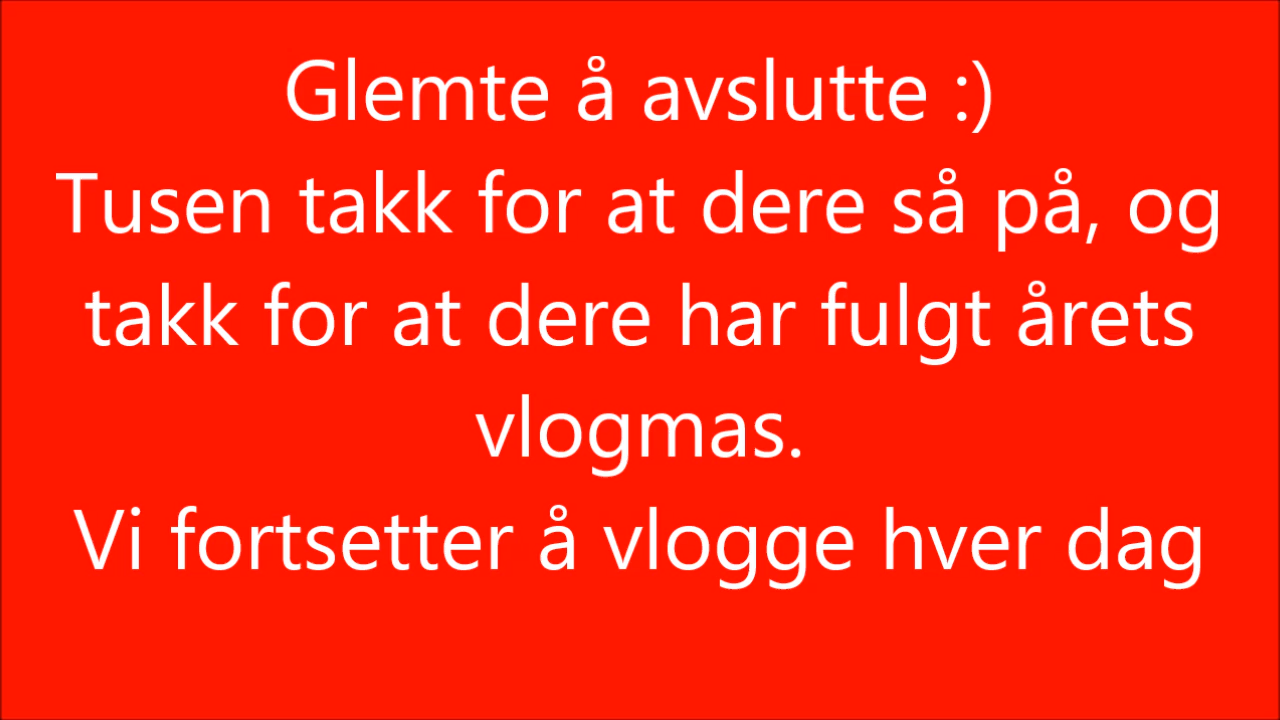 Glemte å avslutte :)
Tusen takk for at dere så på, og
takk for at dere har fulgt årets
vlogmas.
Vi fortsetter å vlogge hver dag